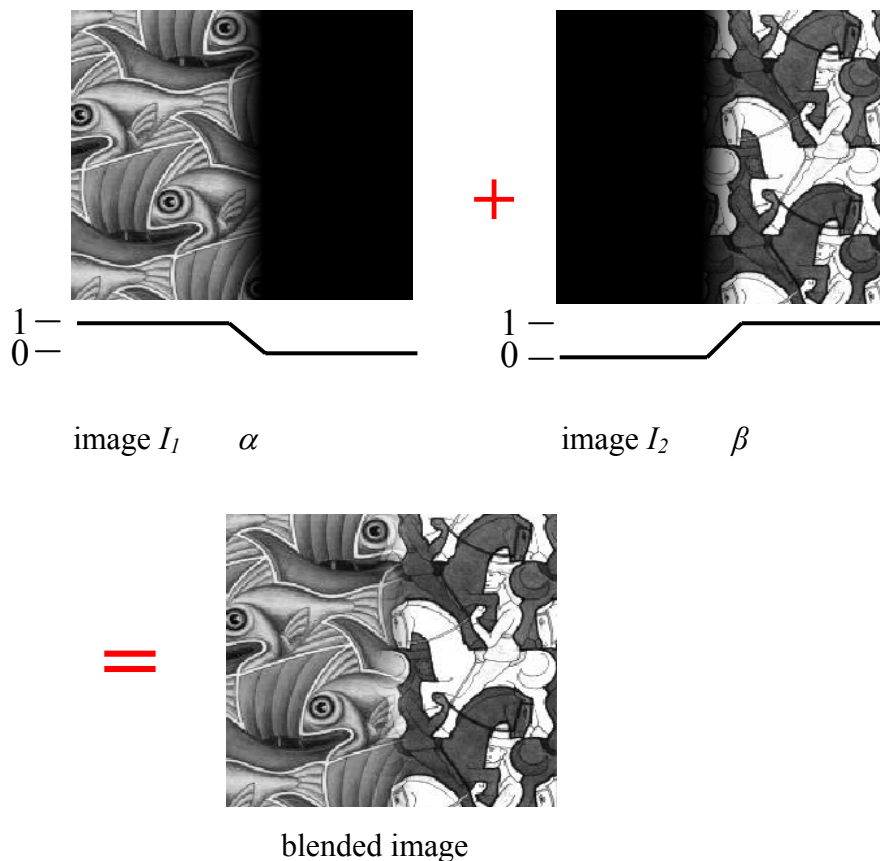 +
1 –
0 –
1 –
0 –
image I₁ α
image I₂ β
=
blended image